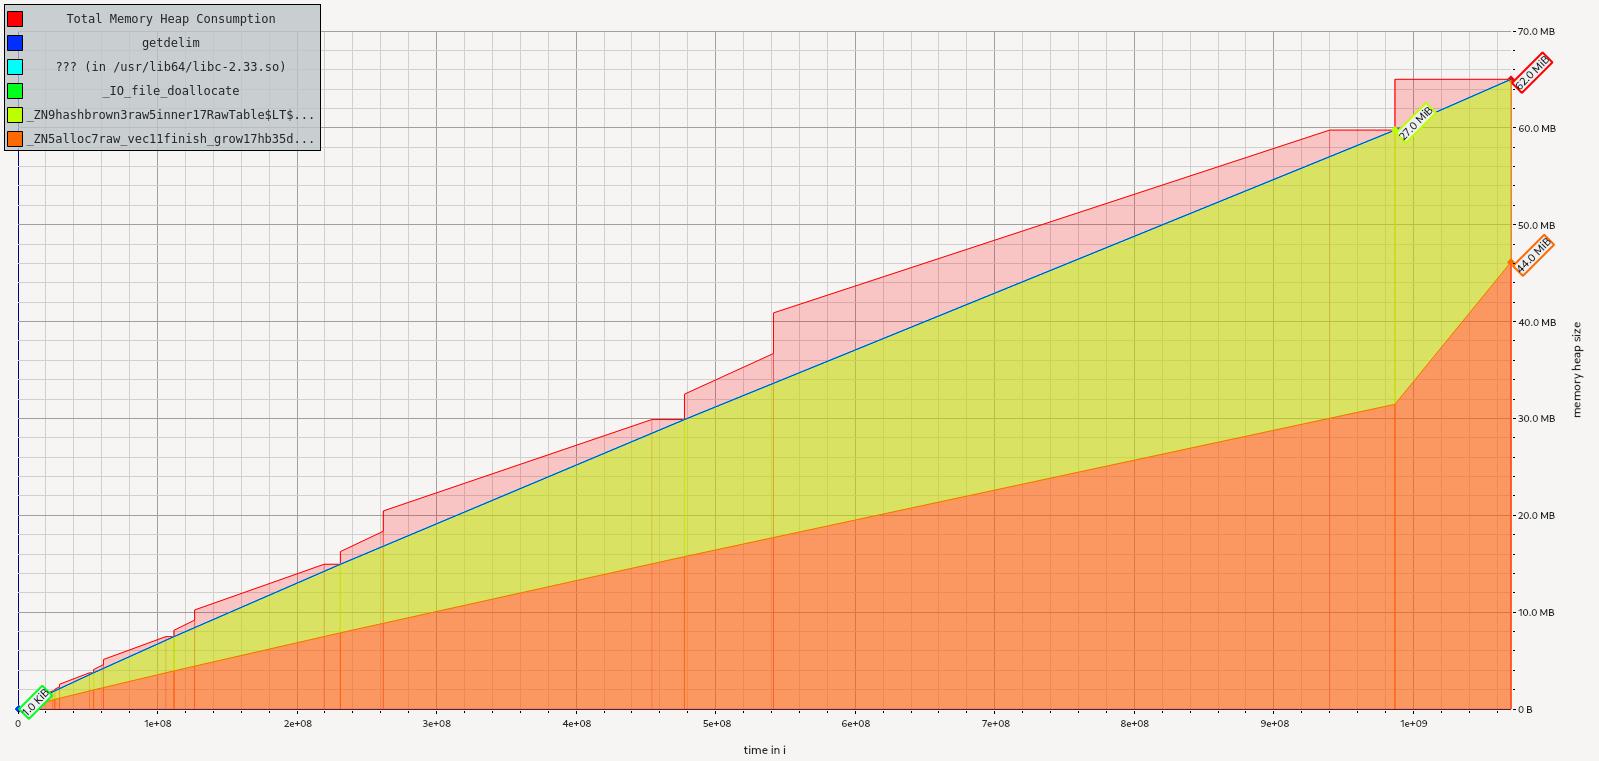 Total Memory Heap Consumption
getdelim
??? (in /usr/lib64/libc-2.33.so)
_IO_file_doallocate
_ZN9hashbrown3raw5inner17RawTable$LT$...
_ZN5alloc7raw_vec11finish_grow17hb35d...
70.0 MB
62.0 MiB
27.0 MiB
60.0 MB
50.0 MB
44.0 MiB
40.0 MB
memory heap size
30.0 MB
20.0 MB
10.0 MB
1.0 KiB
0 B
0 1e+08 2e+08 3e+08 4e+08 5e+08 6e+08 7e+08 8e+08 9e+08 1e+09
time in i